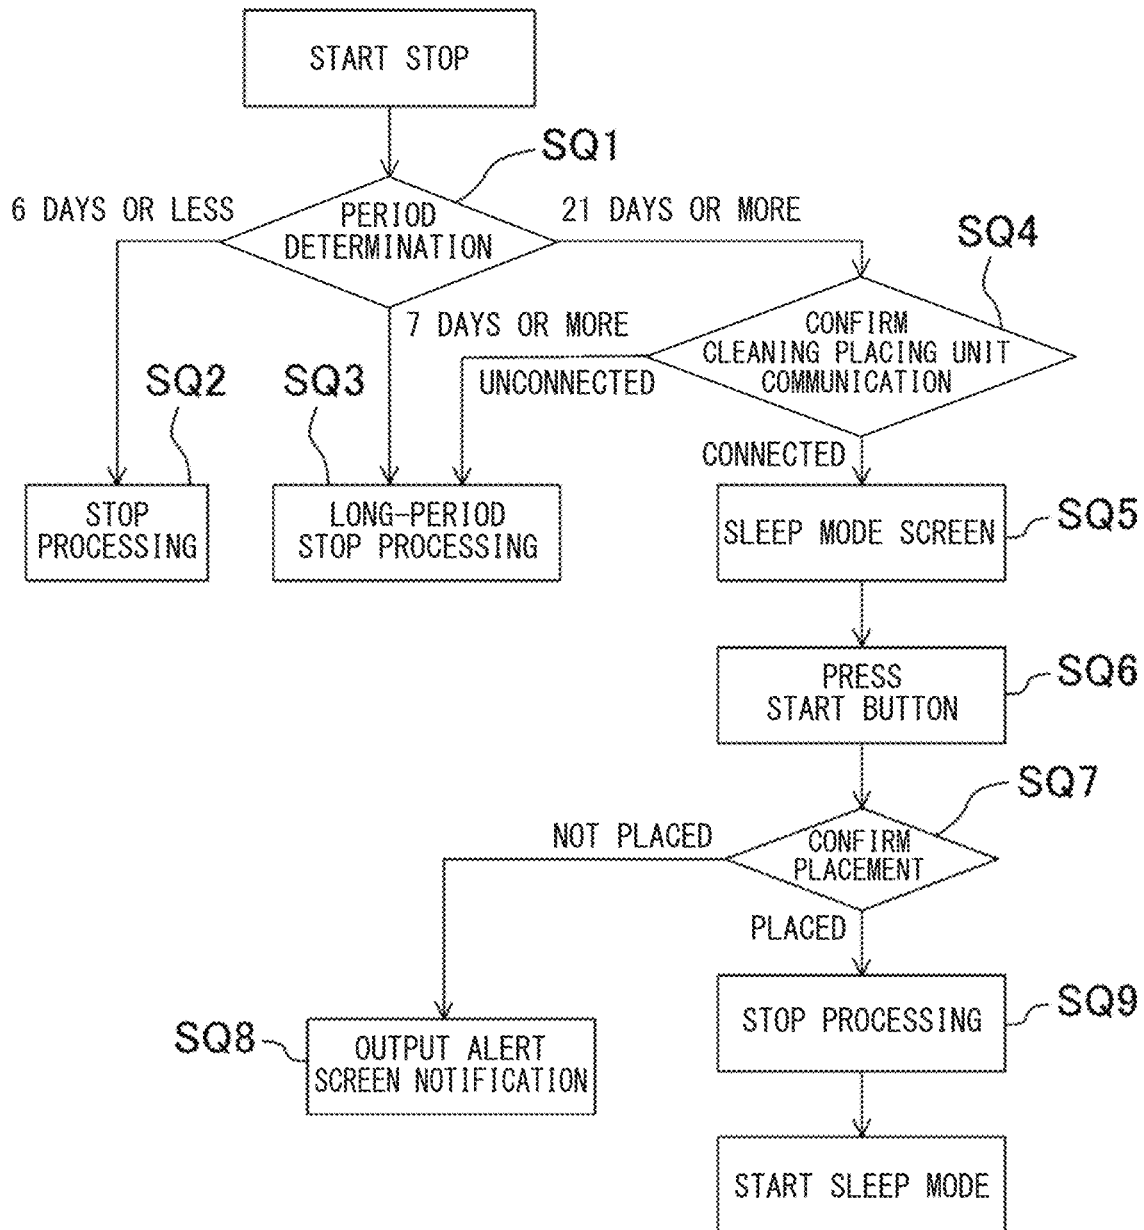 START STOP
SQ1
6 DAYS OR LESS
PERIOD
DETERMINATION
21 DAYS OR MORE
SQ4
7 DAYS OR MORE
CONFIRM
CLEANING PLACING UNIT
COMMUNICATION
SQ2
SQ3
UNCONNECTED
CONNECTED
STOP
PROCESSING
LONG-PERIOD
STOP PROCESSING
SLEEP MODE SCREEN
SQ5
PRESS
START BUTTON
SQ6
SQ7
NOT PLACED
CONFIRM
PLACEMENT
PLACED
SQ8
OUTPUT ALERT
SCREEN NOTIFICATION
STOP PROCESSING
SQ9
START SLEEP MODE